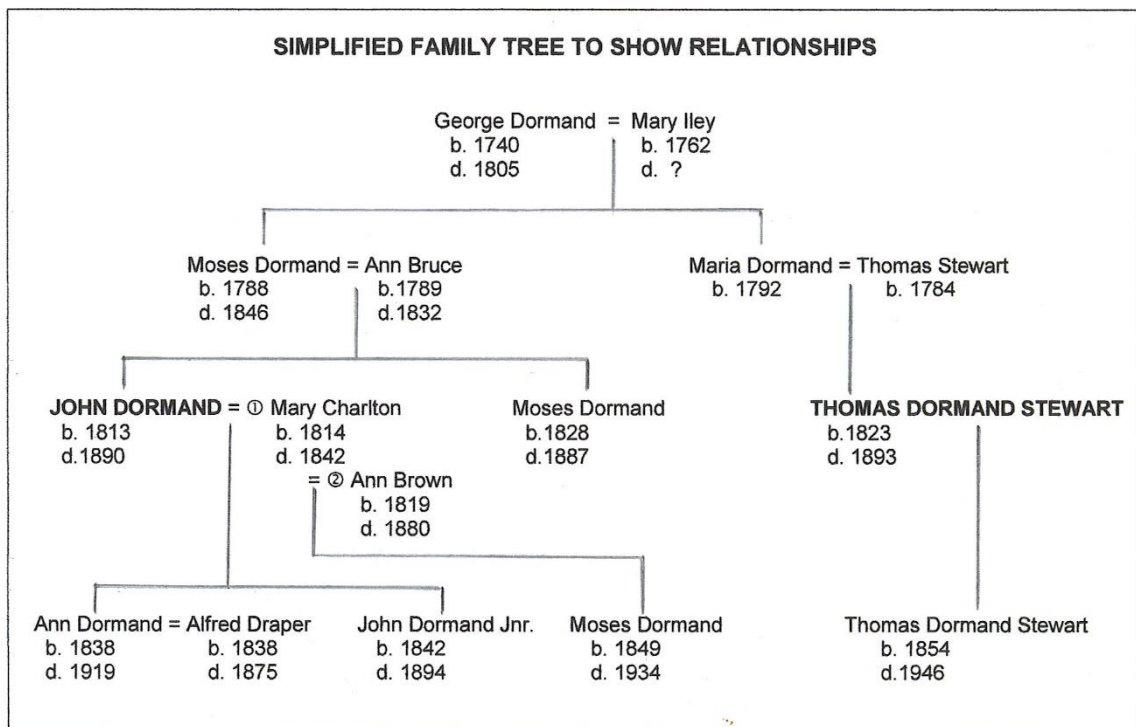 SIMPLIFIED FAMILY TREE TO SHOW RELATIONSHIPS
George Dormand = Mary Iley
b. 1740 b. 1762
d. 1805 d. ?
Moses Dormand = Ann Bruce Maria Dormand = Thomas Stewart
b. 1788 b.1789 b. 1792 b. 1784
d. 1846 d.1832
JOHN DORMAND = ① Mary Charlton Moses Dormand THOMAS DORMAND STEWART
b. 1813 b. 1814 b.1828 b.1823
d.1890 d. 1842 d.1887 d. 1893
= ② Ann Brown
b. 1819
d. 1880
Ann Dormand = Alfred Draper John Dormand Jnr. Moses Dormand Thomas Dormand Stewart
b. 1838 b. 1838 b. 1842 b. 1849 b. 1854
d. 1919 d. 1875 d. 1894 d. 1934 d.1946